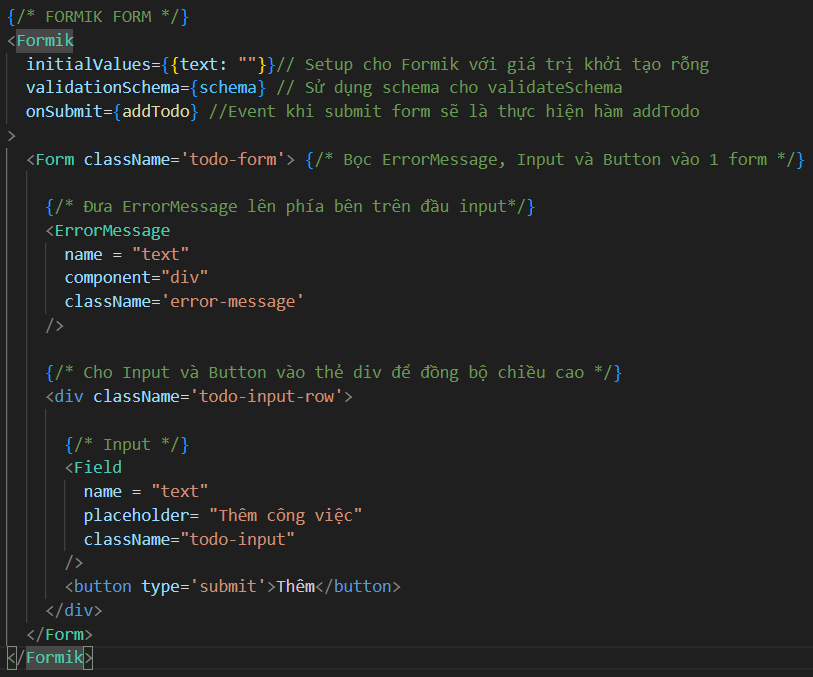 {/* FORMIK FORM */}
<Formik
initialValues={{text: ""}}// Setup cho Formik với giá trị khởi tạo rỗng
validationSchema={schema} // Sử dụng schema cho validateSchema
onSubmit={addTodo} //Event khi submit form sẽ là thực hiện hàm addTodo
>
<Form className='todo-form'> {/* Bọc ErrorMessage, Input và Button vào 1 form */}
{/* Đưa ErrorMessage lên phía bên trên đầu input*/}
<ErrorMessage
name = "text"
component="div"
className='error-message'
/>
{/* Cho Input và Button vào thẻ div để đồng bộ chiều cao */}
<div className='todo-input-row'>
{/* Input */}
<Field
name = "text"
placeholder= "Thêm công việc"
className="todo-input"
/>
<button type='submit'>Thêm</button>
</div>
</Form>
</Formik>